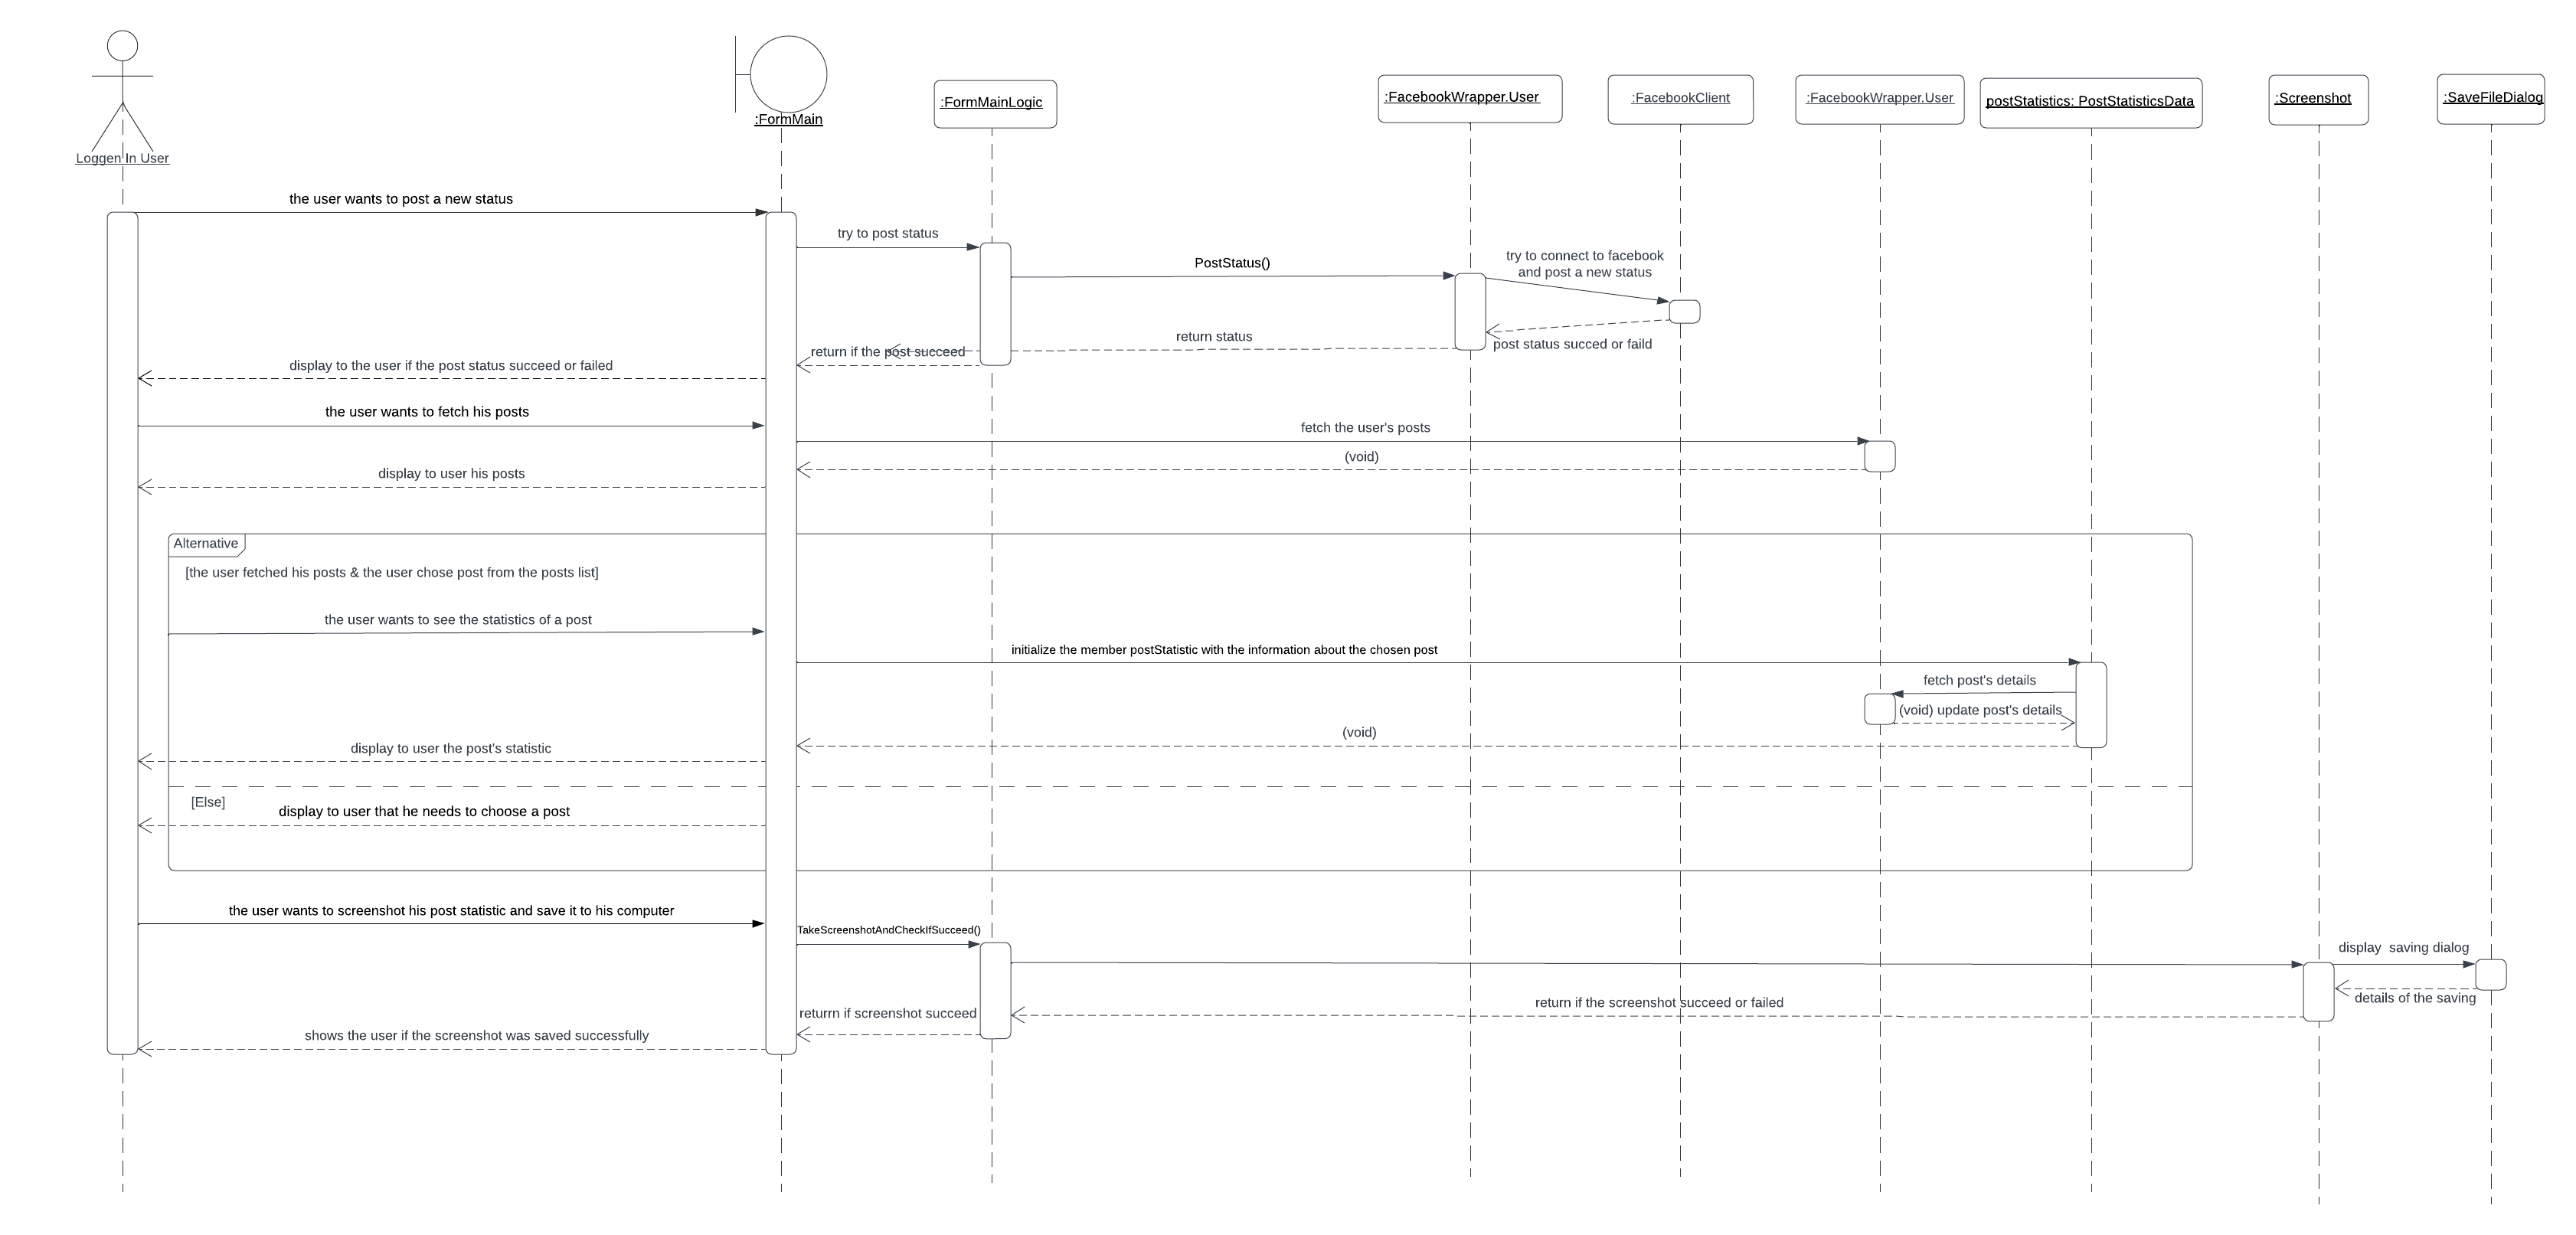 Loggen In User
:FormMain
:FormMainLogic
:FacebookWrapper.User
:FacebookClient
:FacebookWrapper.User
postStatistics: PostStatisticsData
:Screenshot
:SaveFileDialog
the user wants to post a new status
try to post status
PostStatus()
try to connect to facebook
and post a new status
return status
post status succed or faild
return if the post succeed
display to the user if the post status succeed or failed
the user wants to fetch his posts
fetch the user's posts
(void)
display to user his posts
Alternative
[the user fetched his posts & the user chose post from the posts list]
the user wants to see the statistics of a post
initialize the member postStatistic with the information about the chosen post
fetch post's details
(void) update post's details
(void)
display to user the post's statistic
[Else]
display to user that he needs to choose a post
the user wants to screenshot his post statistic and save it to his computer
TakeScreenshotAndCheckIfSucceed()
display  saving dialog
details of the saving
return if the screenshot succeed or failed
returrn if screenshot succeed
shows the user if the screenshot was saved successfully